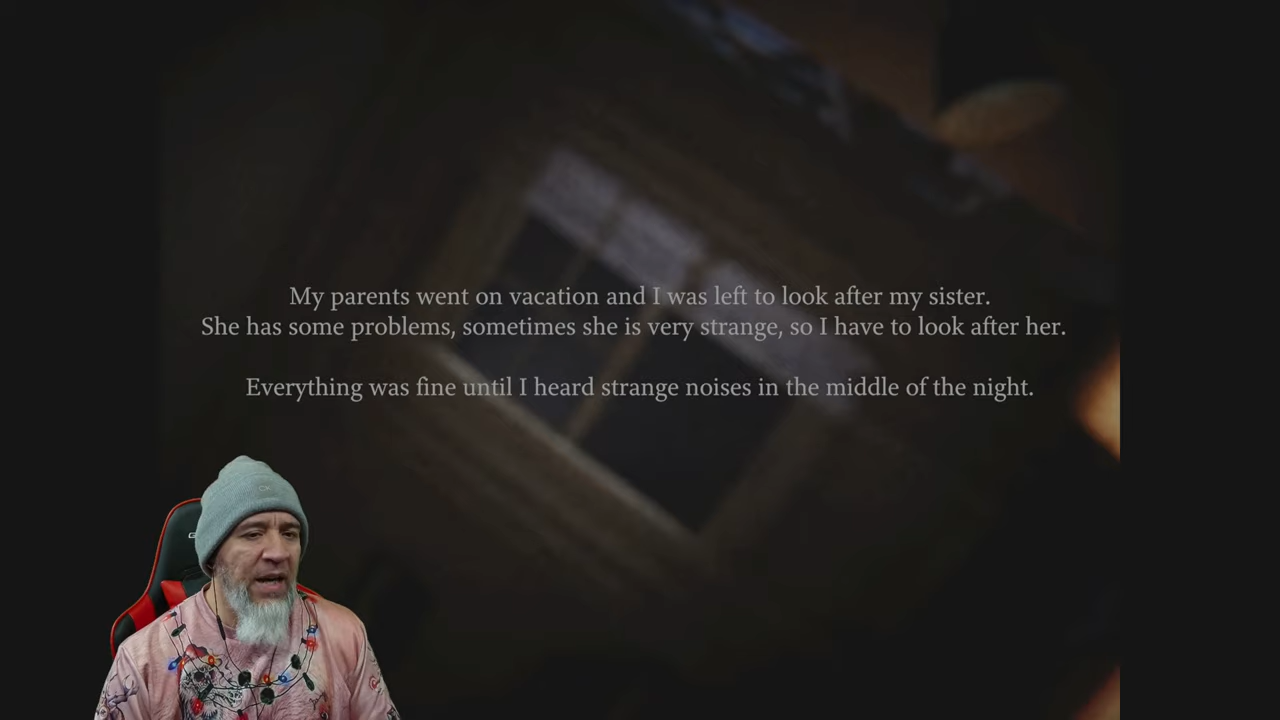 My parents went on vacation and I was left to look after my sister.
She has some problems, sometimes she is very strange, so I have to look after her.
Everything was fine until I heard strange noises in the middle of the night.